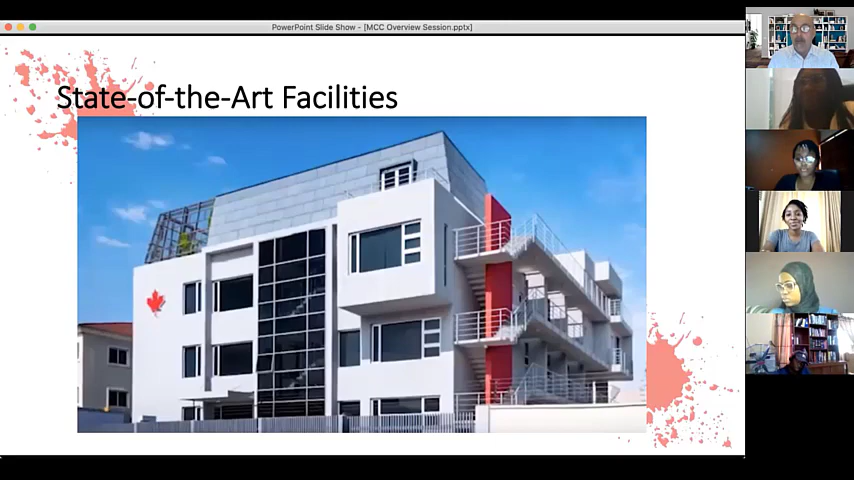 PowerPoint Slide Show - [MCC Overview Session.pptx]
State-of-the-Art Facilities